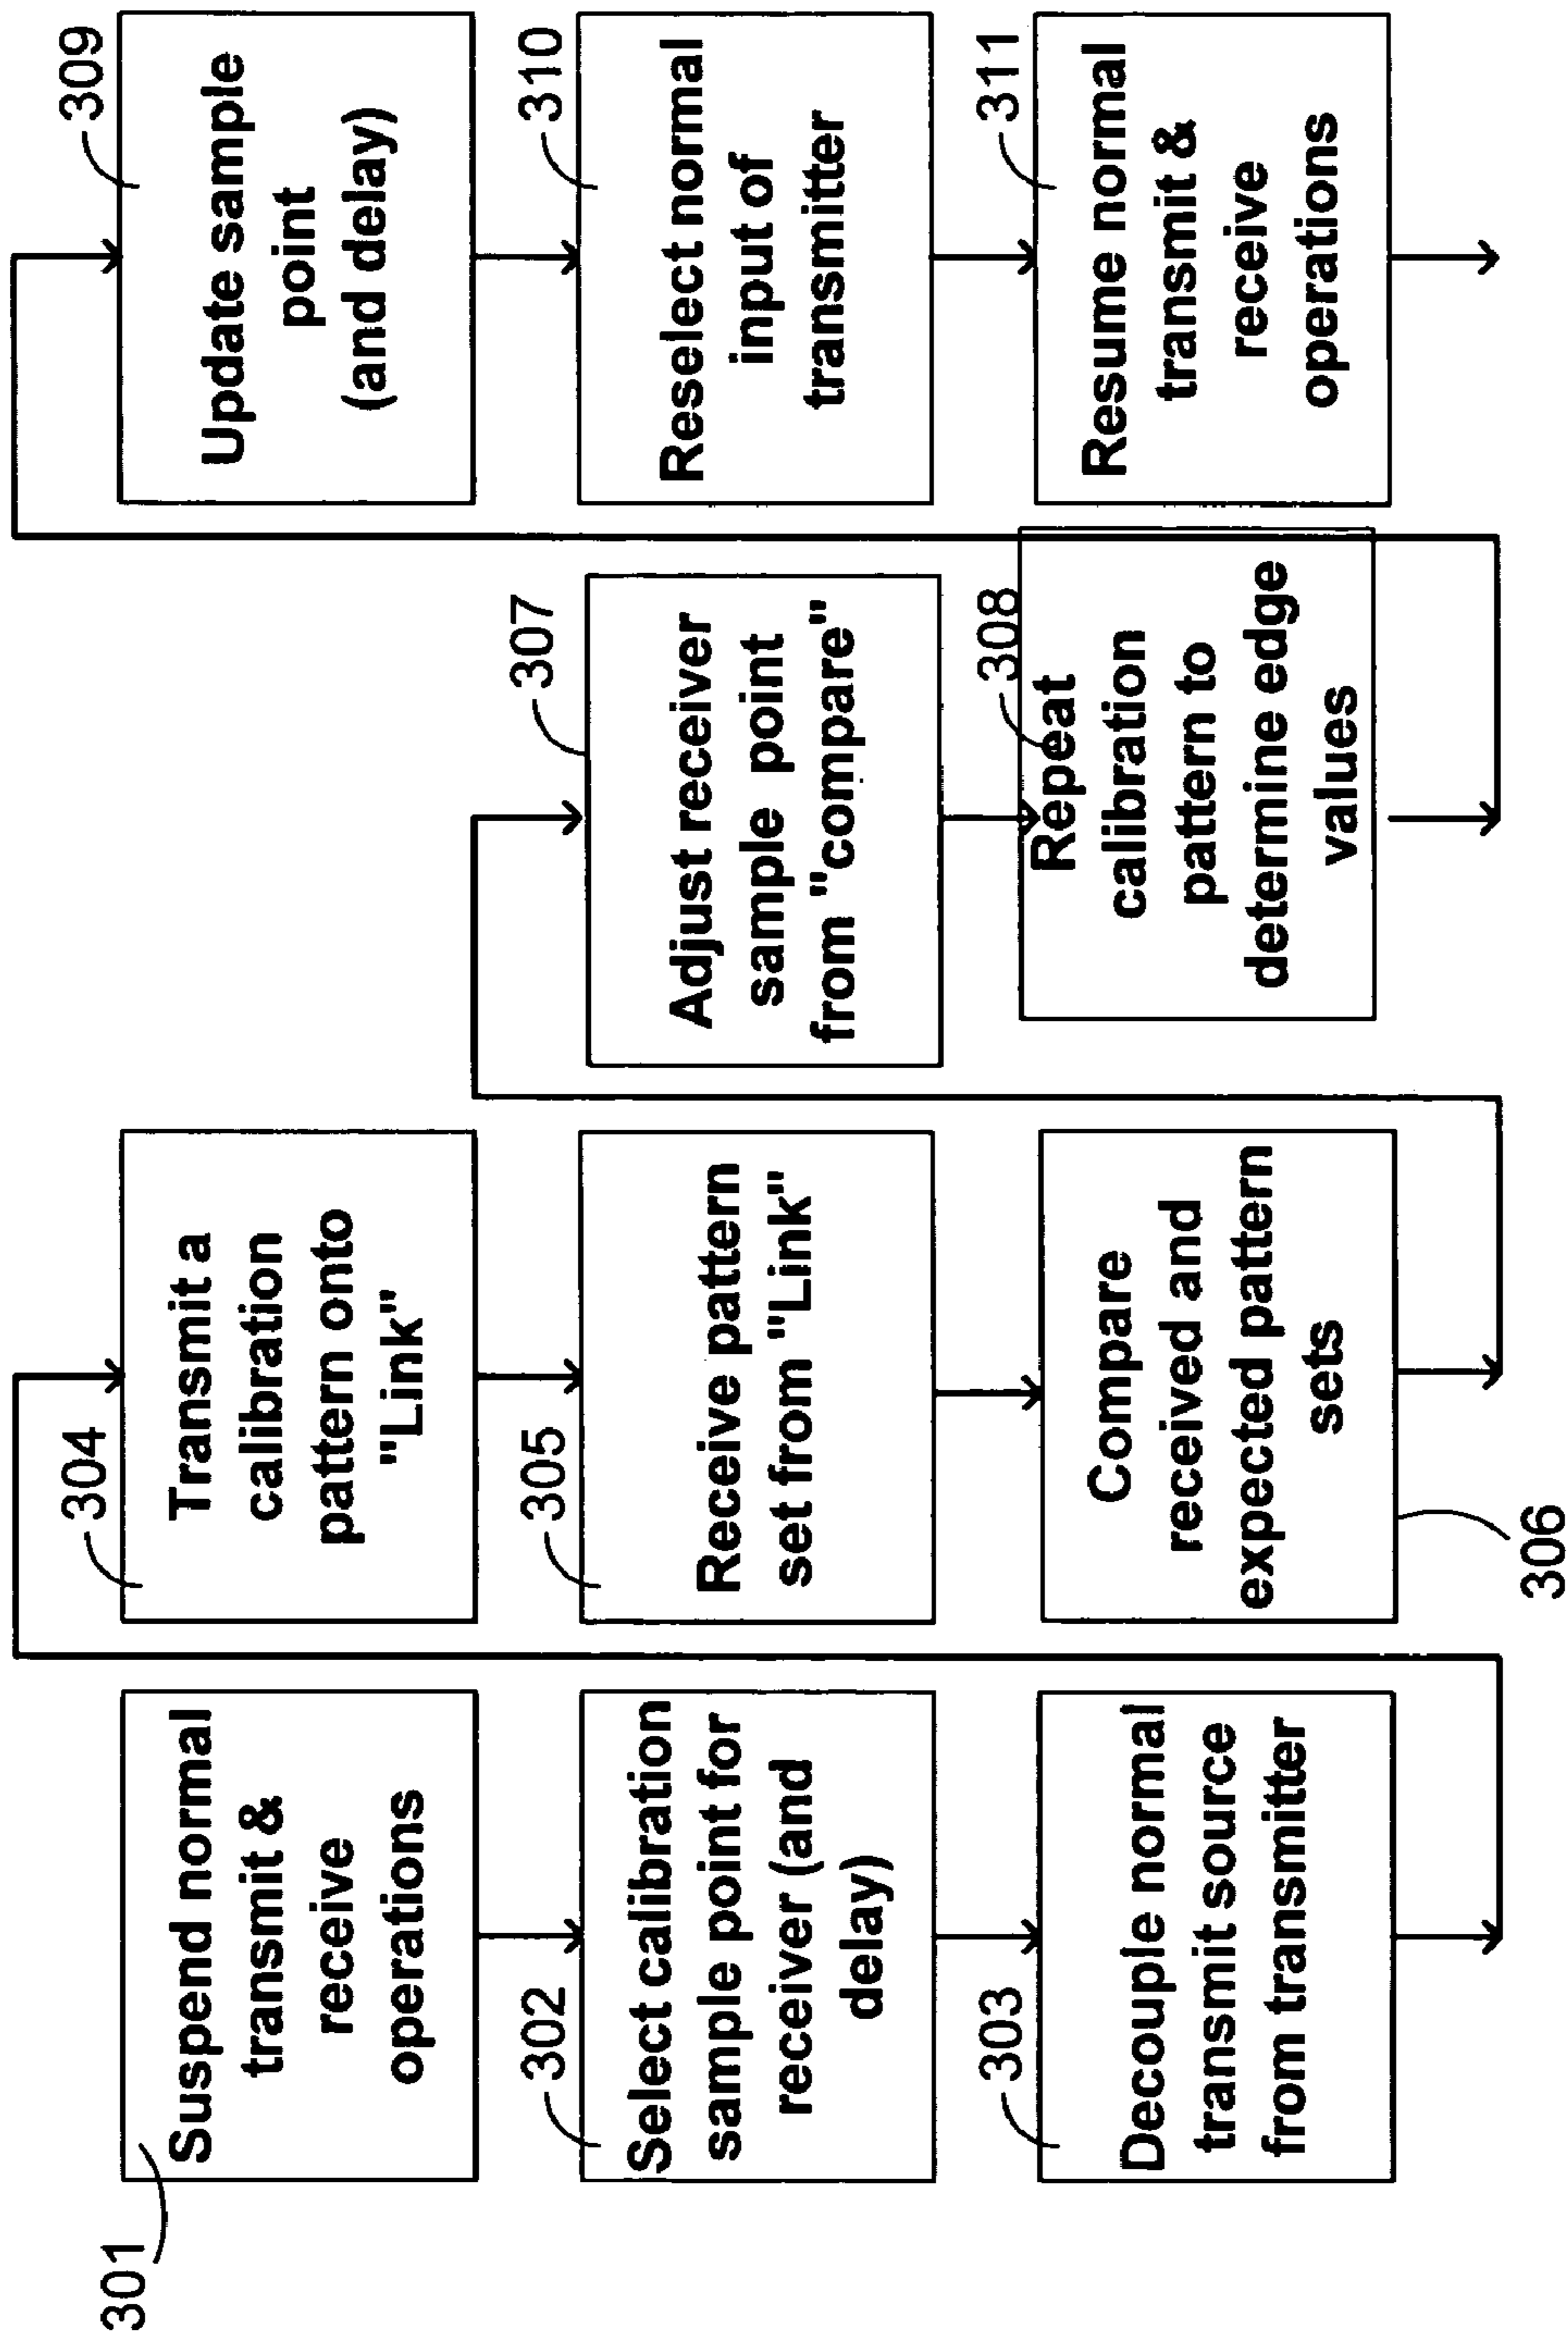 301
Suspend normal
transmit &
receive
operations
302
Select calibration
sample point for
receiver (and
delay)
303
Decouple normal
transmit source
from transmitter
304
Transmit a
calibration
pattern onto
"Link"
305
Receive pattern
set from "Link"
Compare
received and
expected pattern
sets
306
307
Adjust receiver
sample point
from "compare"
308
Repeat
calibration
pattern to
determine edge
values
309
Update sample
point
(and delay)
310
Reselect normal
input of
transmitter
311
Resume normal
transmit &
receive
operations